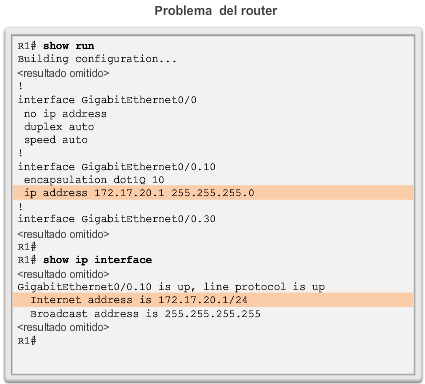 Problema del router
R1# show run
Building configuration...
<resultado omitido>
!
interface GigabitEthernet0/0
no ip address
duplex auto
speed auto
!
interface GigabitEthernet0/0.10
encapsulation dot1Q 10
ip address 172.17.20.1 255.255.255.0
!
interface GigabitEthernet0/0.30
<resultado omitido>
R1#
R1# show ip interface
<resultado omitido>
GigabitEthernet0/0.10 is up, line protocol is up
Internet address is 172.17.20.1/24
Broadcast address is 255.255.255.255
<resultado omitido>
R1#